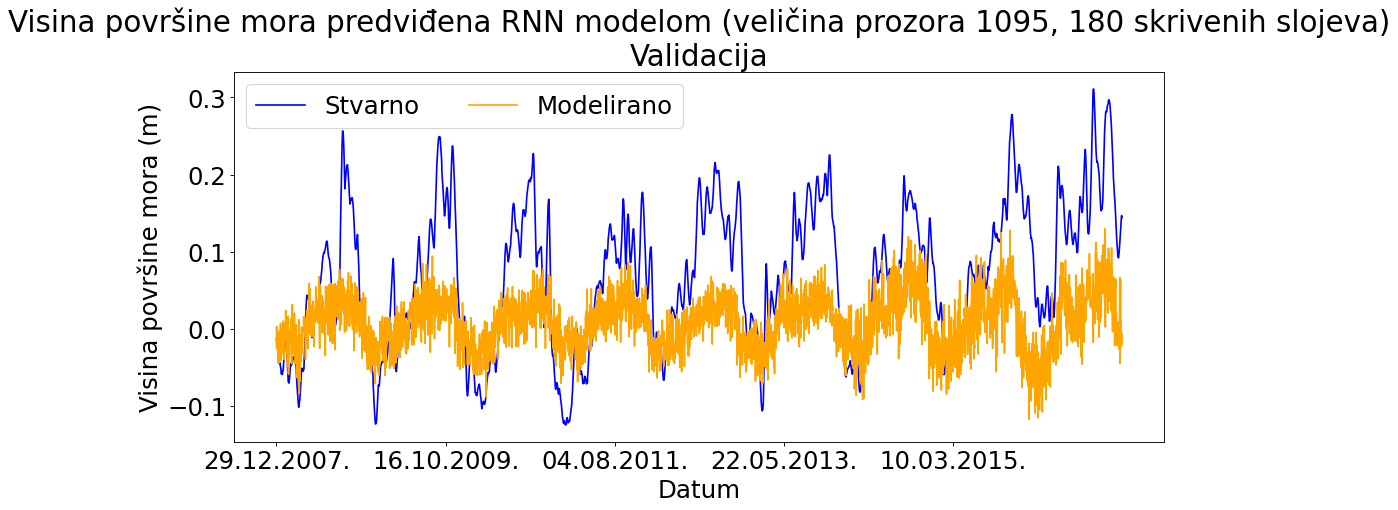 Visina površine mora predviđena RNN modelom (veličina prozora 1095, 180 skrivenih slojeva)
Validacija
Stvarno
Modelirano
Visina površine mora (m)
0.3
0.2
0.1
0.0
−0.1
29.12.2007.
16.10.2009.
04.08.2011.
22.05.2013.
10.03.2015.
Datum